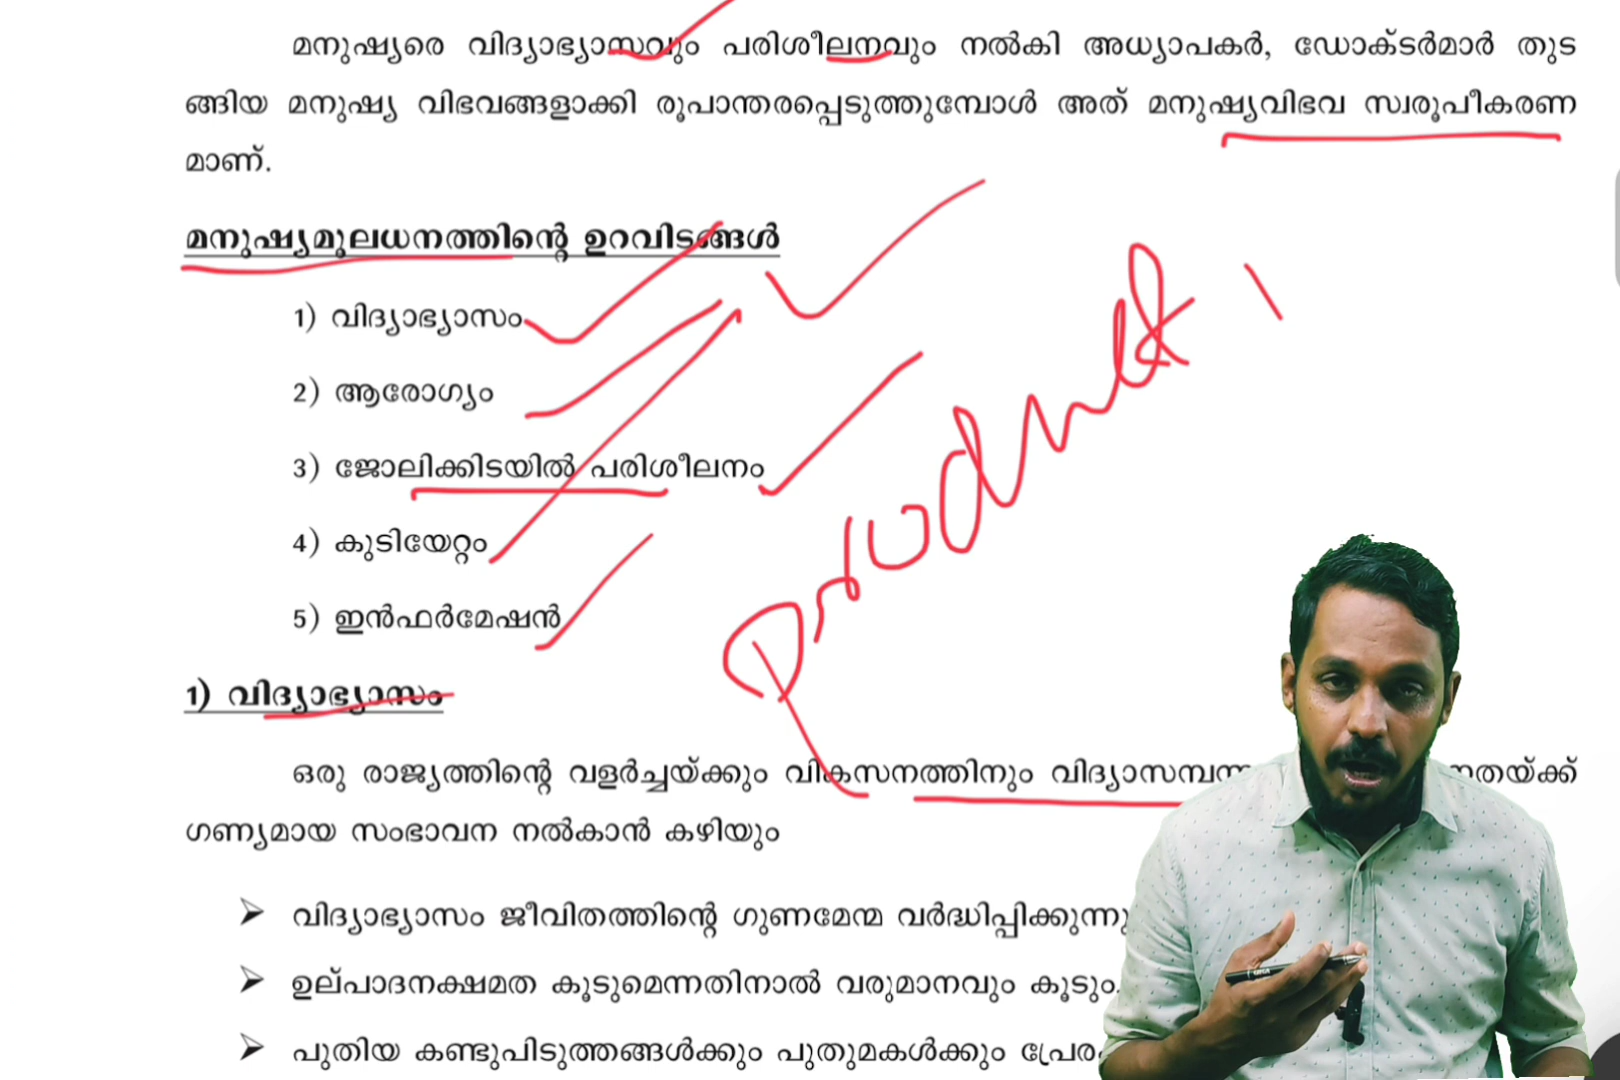 മനുഷ്യരെ വിദ്യാഭ്യാസവും പരിശീലനവും നൽകി അധ്യാപകർ, ഡോക്ടർമാർ തുട
ങ്ങിയ മനുഷ്യ വിഭവങ്ങളാക്കി രൂപാന്തരപ്പെടുത്തുമ്പോൾ അത് മനുഷ്യവിഭവ സ്വരൂപീകരണ
മാണ്.
മനുഷ്യമൂലധനത്തിന്റെ ഉറവിടങ്ങൾ
1) വിദ്യാഭ്യാസം
2) ആരോഗ്യം
3) ജോലിക്കിടയിൽ പരിശീലനം
4) കുടിയേറ്റം
5) ഇൻഫർമേഷൻ
1) വിദ്യാഭ്യാസം
ഒരു രാജ്യത്തിന്റെ വളർച്ചയ്ക്കും വികസനത്തിനും വിദ്യാസമ്പന്ന നതയ്ക്ക്
ഗണ്യമായ സംഭാവന നൽകാൻ കഴിയും
➢ വിദ്യാഭ്യാസം ജീവിതത്തിന്റെ ഗുണമേന്മ വർദ്ധിപ്പിക്കുന്നു
➢ ഉല്പാദനക്ഷമത കൂടുമെന്നതിനാൽ വരുമാനവും കൂടും.
➢ പുതിയ കണ്ടുപിടുത്തങ്ങൾക്കും പുതുമകൾക്കും പ്രേര